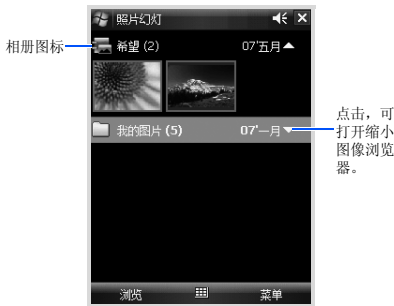 照片幻灯
相册图标
希望 (2) 07'五月
我的图片 (5) 07'一月
点击，可
打开缩小
图像浏览
器。
浏览 菜单